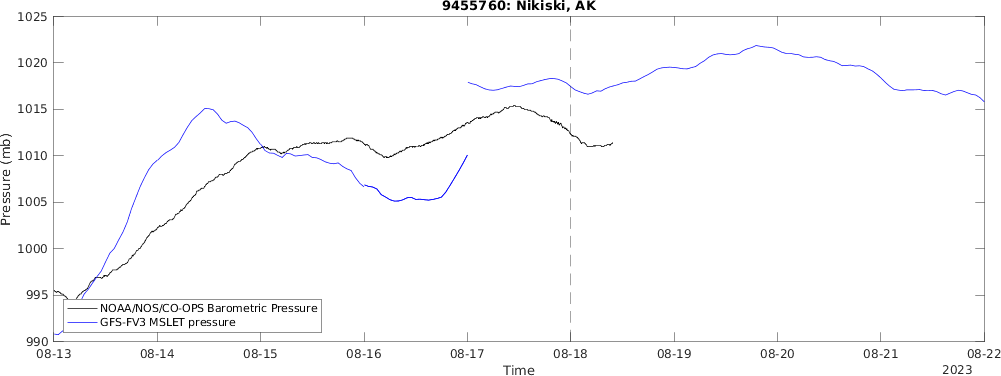 9455760: Nikiski, AK
1025
1020
1015
1010
1005
1000
995
990
Pressure (mb)
NOAA/NOS/CO-OPS Barometric Pressure
GFS-FV3 MSLET pressure
08-13 08-14 08-15 08-16 08-17 08-18 08-19 08-20 08-21 08-22
Time
2023